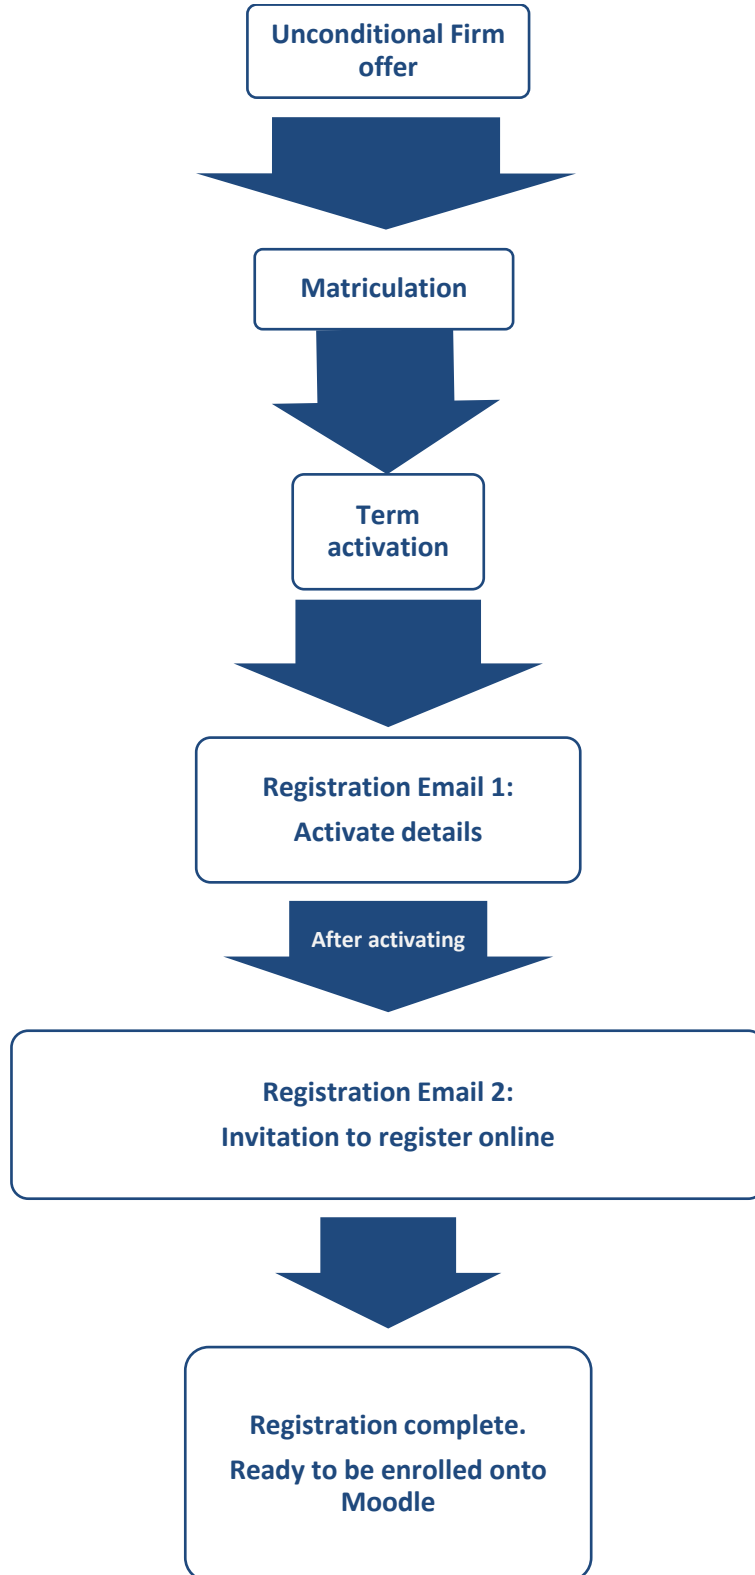 Unconditional Firm
offer
Matriculation
Term
activation
Registration Email 1:
Activate details
After activating
Registration Email 2:
Invitation to register online
Registration complete.
Ready to be enrolled onto
Moodle